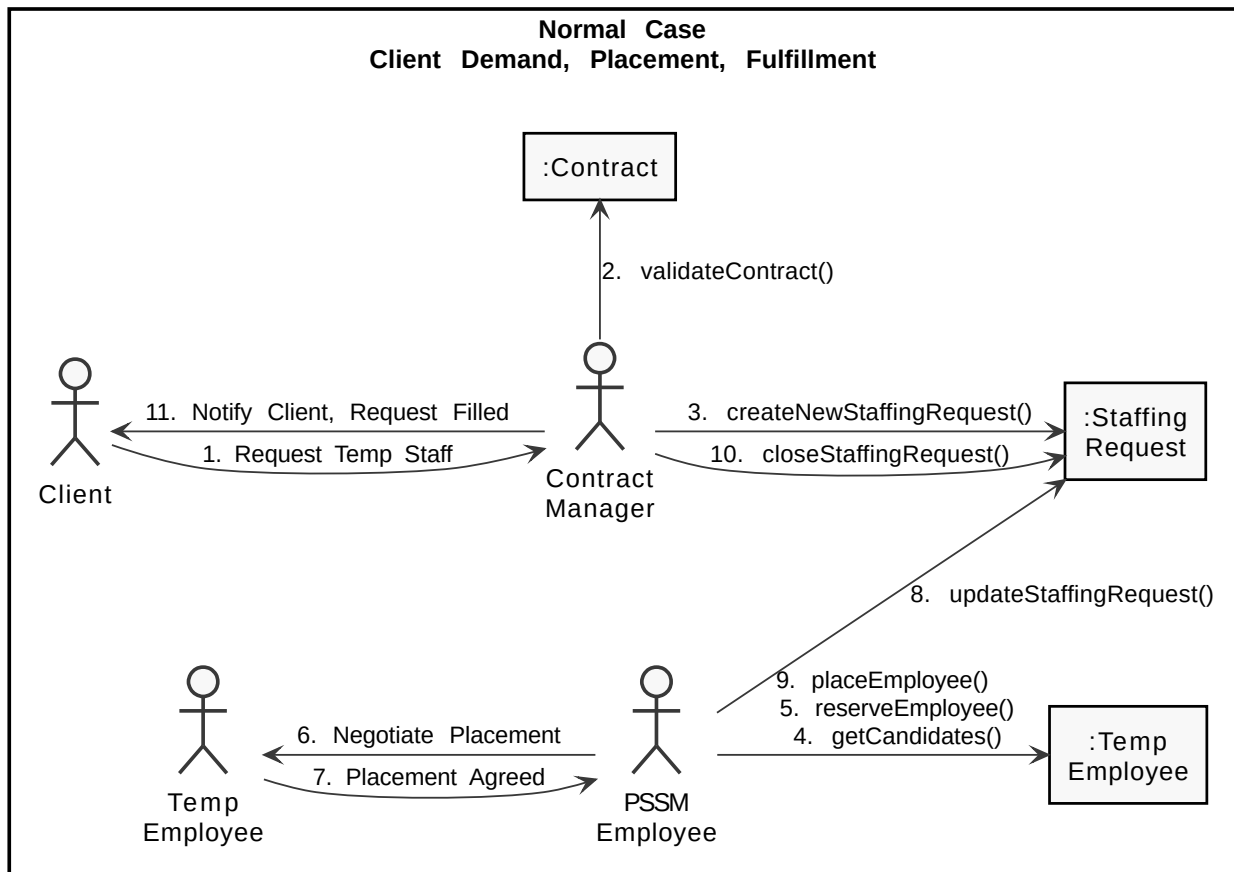 Normal Case
Client Demand, Placement, Fulfillment
:Contract
2. validateContract()
11. Notify Client, Request Filled
1. Request Temp Staff
3. createNewStaffingRequest()
10. closeStaffingRequest()
:Staffing
Request
Client
Contract
Manager
8. updateStaffingRequest()
9. placeEmployee()
5. reserveEmployee()
4. getCandidates()
6. Negotiate Placement
7. Placement Agreed
:Temp
Employee
Temp
Employee
PSSM
Employee